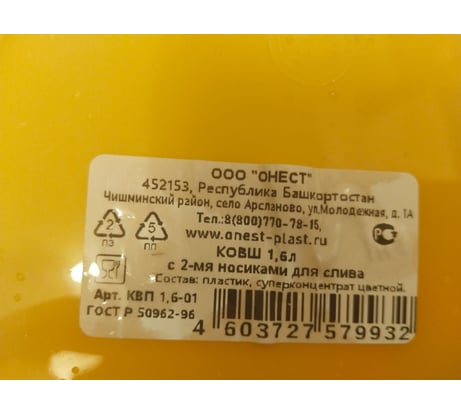 ООО "ОНЕСТ"
452153, Республика Башкортостан
Чишминский район, село Арсланово, ул.Молодежная, д. 1А
Тел.:8(800)770-78-15,
www.onest-plast.ru
2 ПЭ 5 ПП РС
КОВШ 1,6л
с 2-мя носиками для слива
Состав: пластик, суперконцентрат цветной.
Арт. КВП 1,6-01
ГОСТ Р 50962-96
4 603727 579932